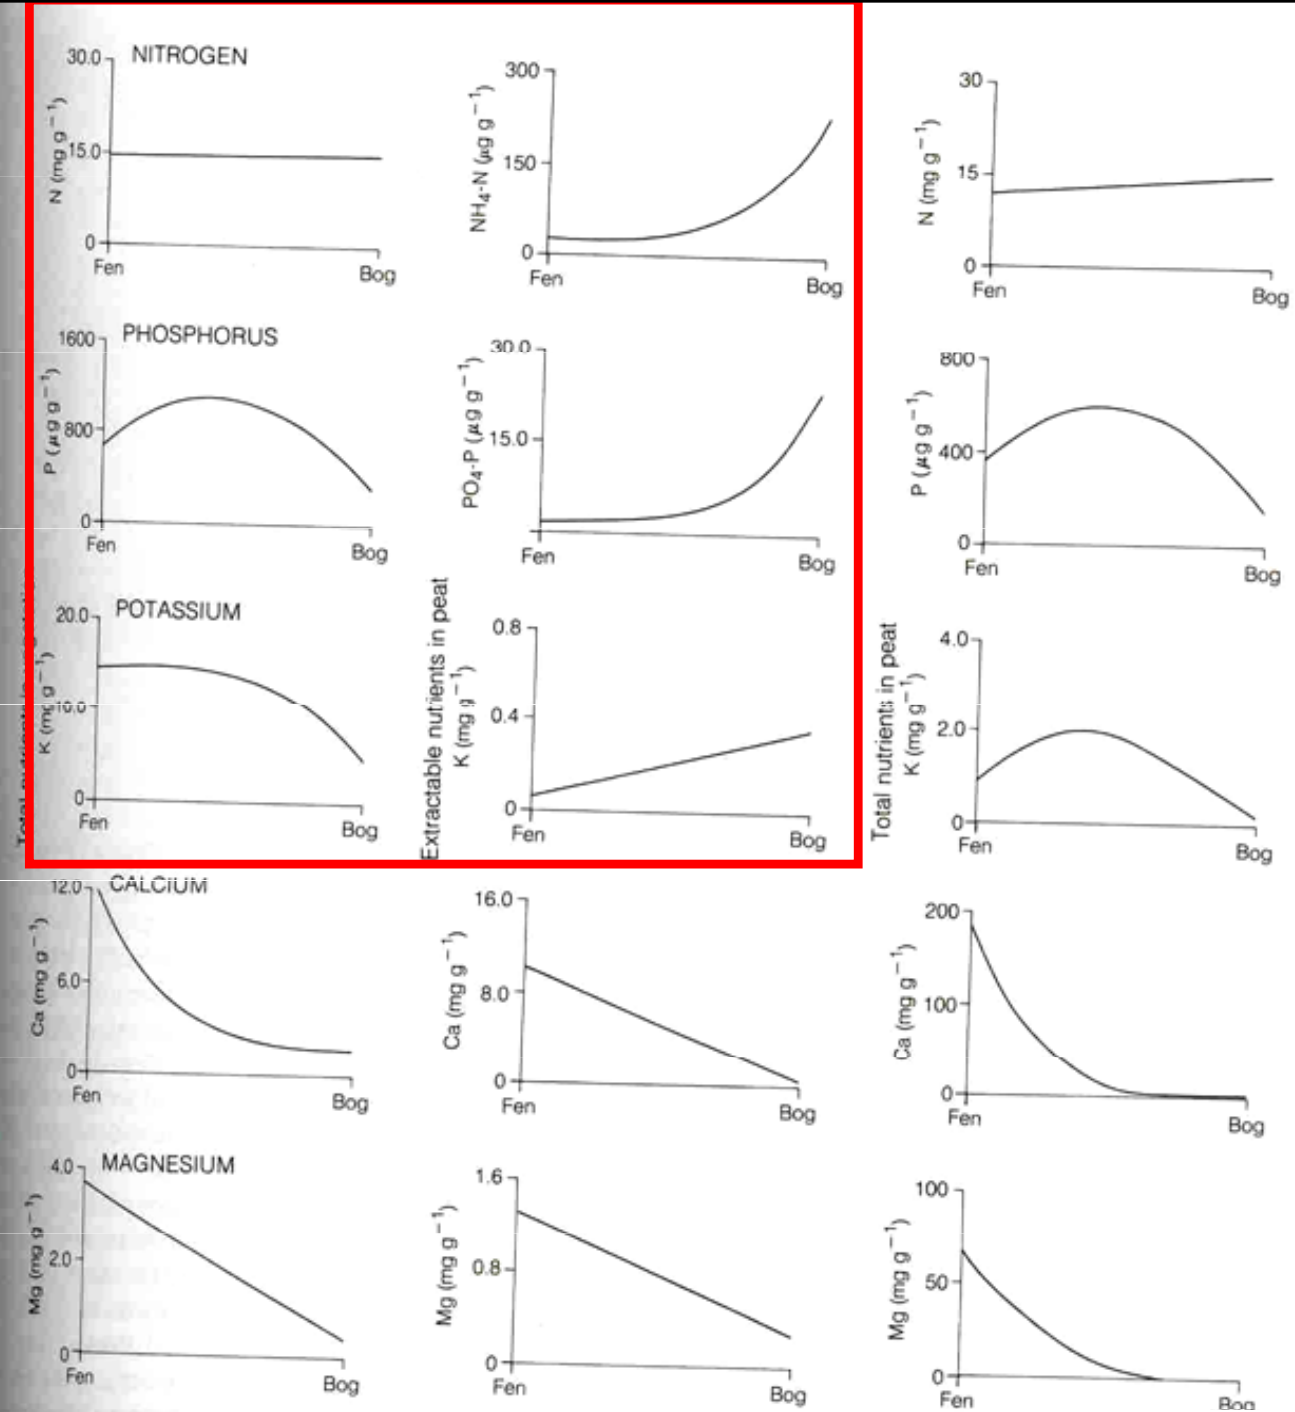 NITROGEN
N (mg g⁻¹)
30.0
15.0
0
Fen
Bog
NH₄-N (μg g⁻¹)
300
150
0
Fen
Bog
N (mg g⁻¹)
30
15
0
Fen
Bog
PHOSPHORUS
P (μg g⁻¹)
1600
800
0
Fen
Bog
PO₄-P (μg g⁻¹)
30.0
15.0
Fen
Bog
P (μg g⁻¹)
800
400
0
Fen
Bog
POTASSIUM
K (mg g⁻¹)
20.0
10.0
0
Fen
Bog
Extractable nutrients in peat
K (mg g⁻¹)
0.8
0.4
0
Fen
Bog
Total nutrients in peat
K (mg g⁻¹)
4.0
2.0
0
Fen
Bog
CALCIUM
Ca (mg g⁻¹)
12.0
6.0
0
Fen
Bog
Ca (mg g⁻¹)
16.0
8.0
0
Fen
Bog
Ca (mg g⁻¹)
200
100
0
Fen
Bog
MAGNESIUM
Mg (mg g⁻¹)
4.0
2.0
0
Fen
Bog
Mg (mg g⁻¹)
1.6
0.8
0
Fen
Bog
Mg (mg g⁻¹)
100
50
0
Fen
Bog